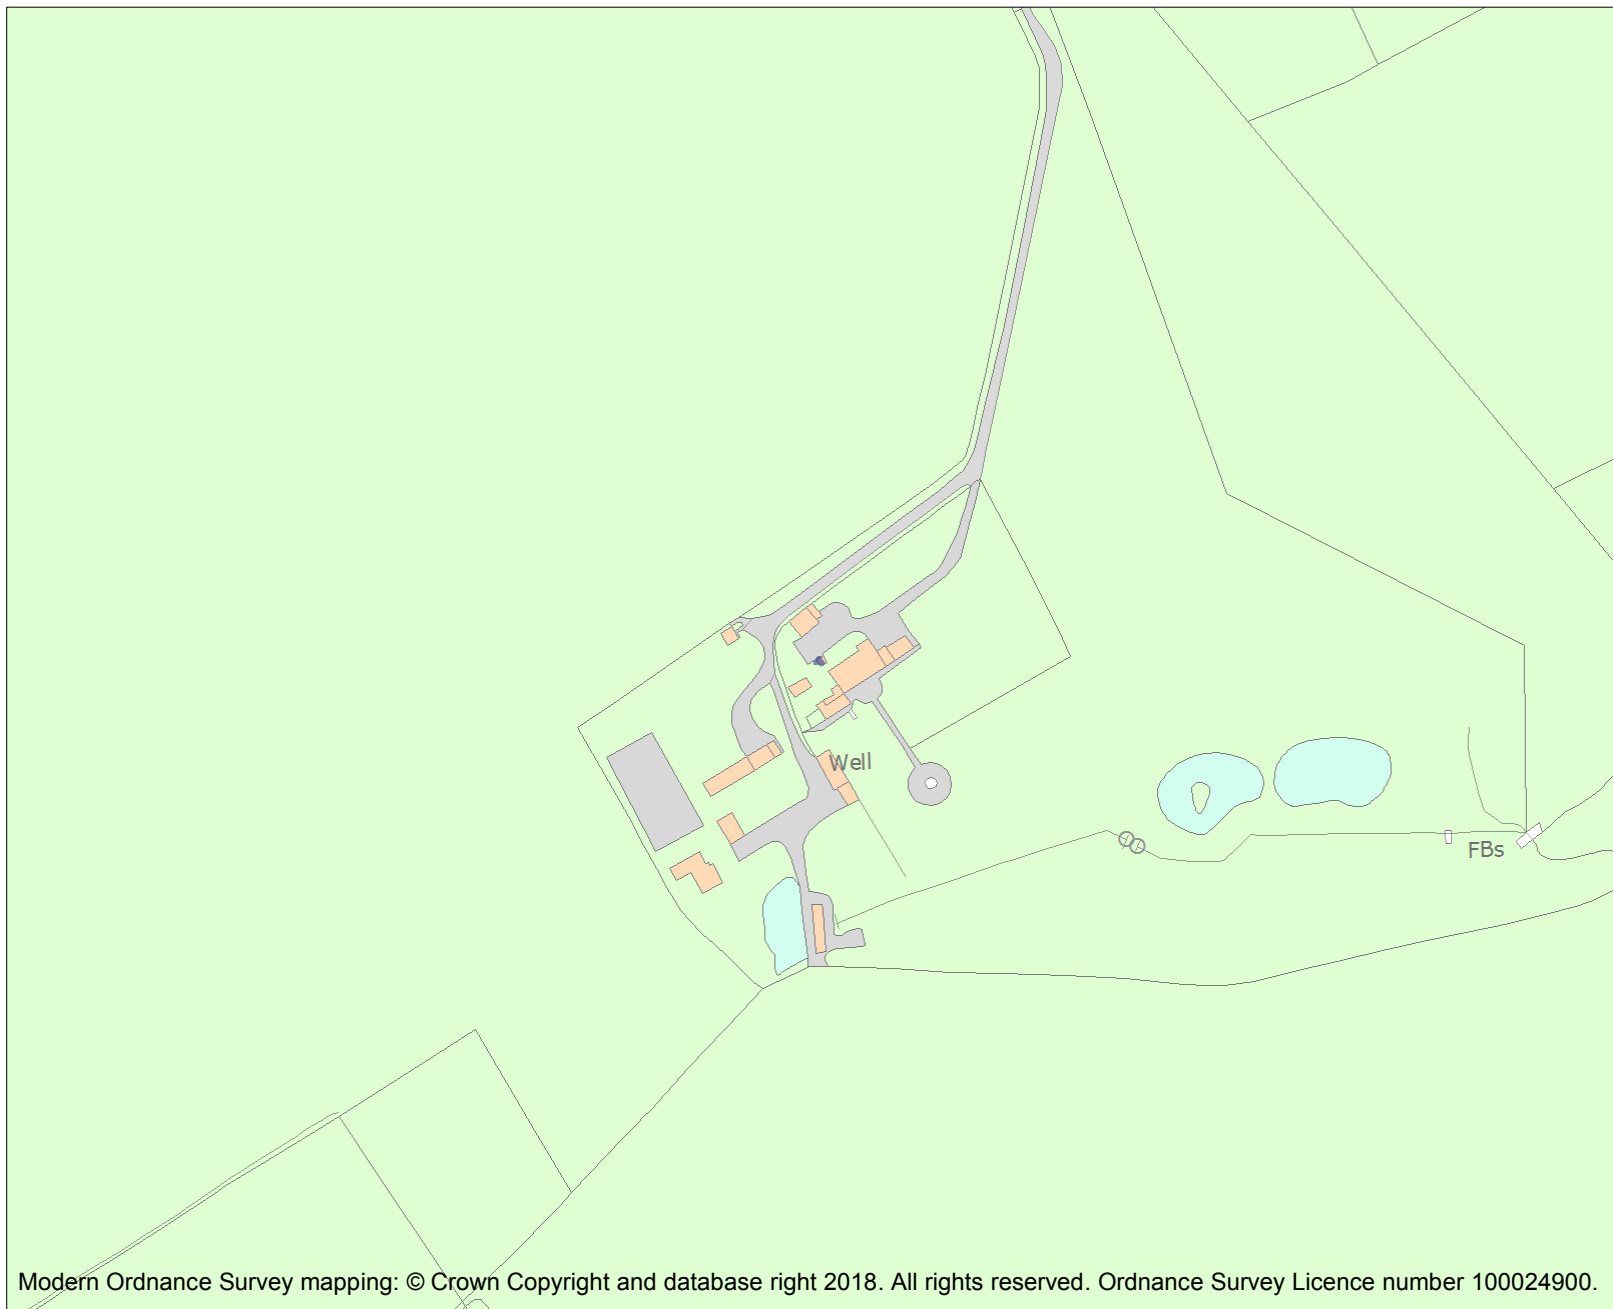 Well
FBs
Modern Ordnance Survey mapping: © Crown Copyright and database right 2018. All rights reserved. Ordnance Survey Licence number 100024900.